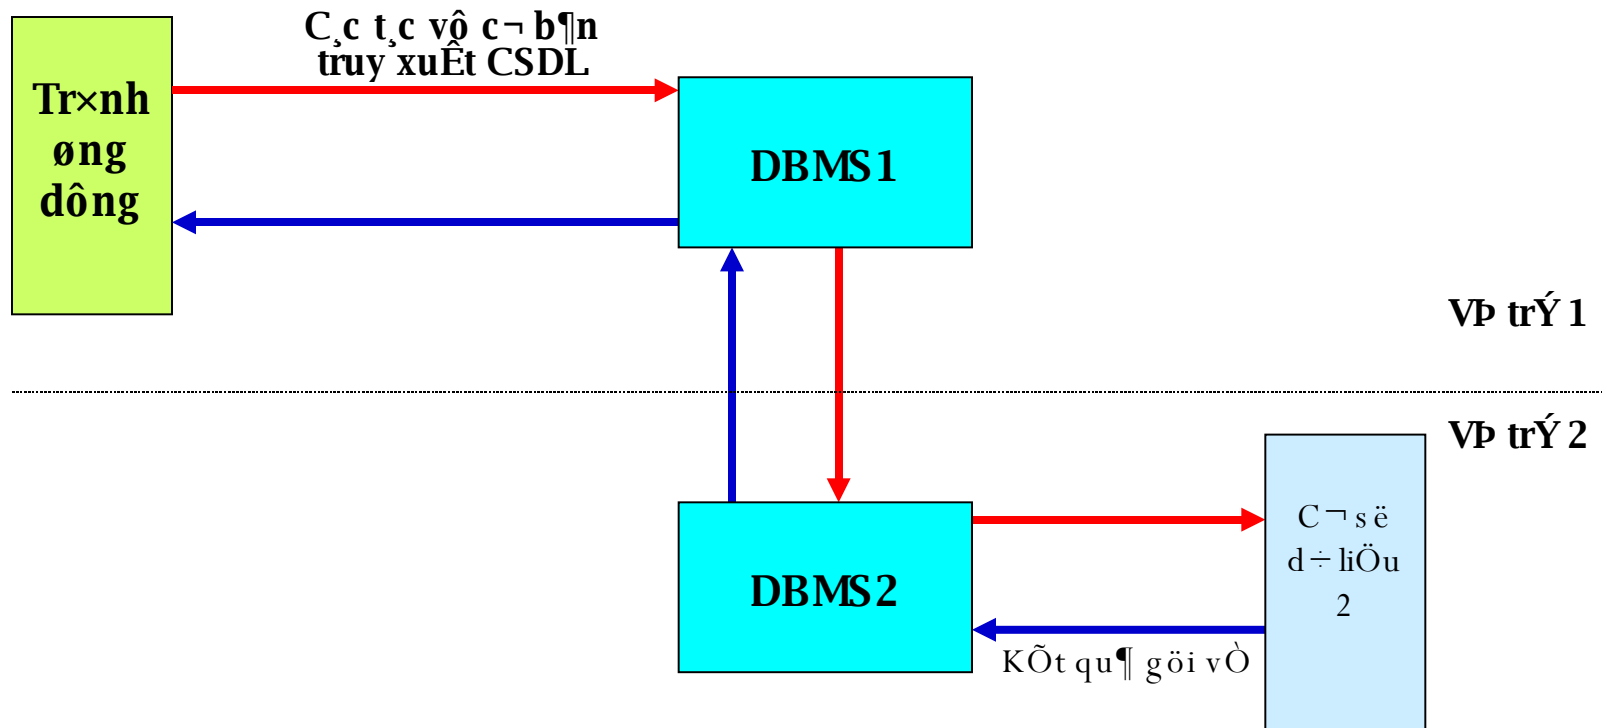 C¸c t¸c vô c¬ b¶n
truy xuÊt CSDL
Tr×nh
øng
dông
DBMS1
VÞ trÝ 1
VÞ trÝ 2
C¬ së
d÷ liÖu
2
DBMS2
KÕt qu¶ göi vÒ